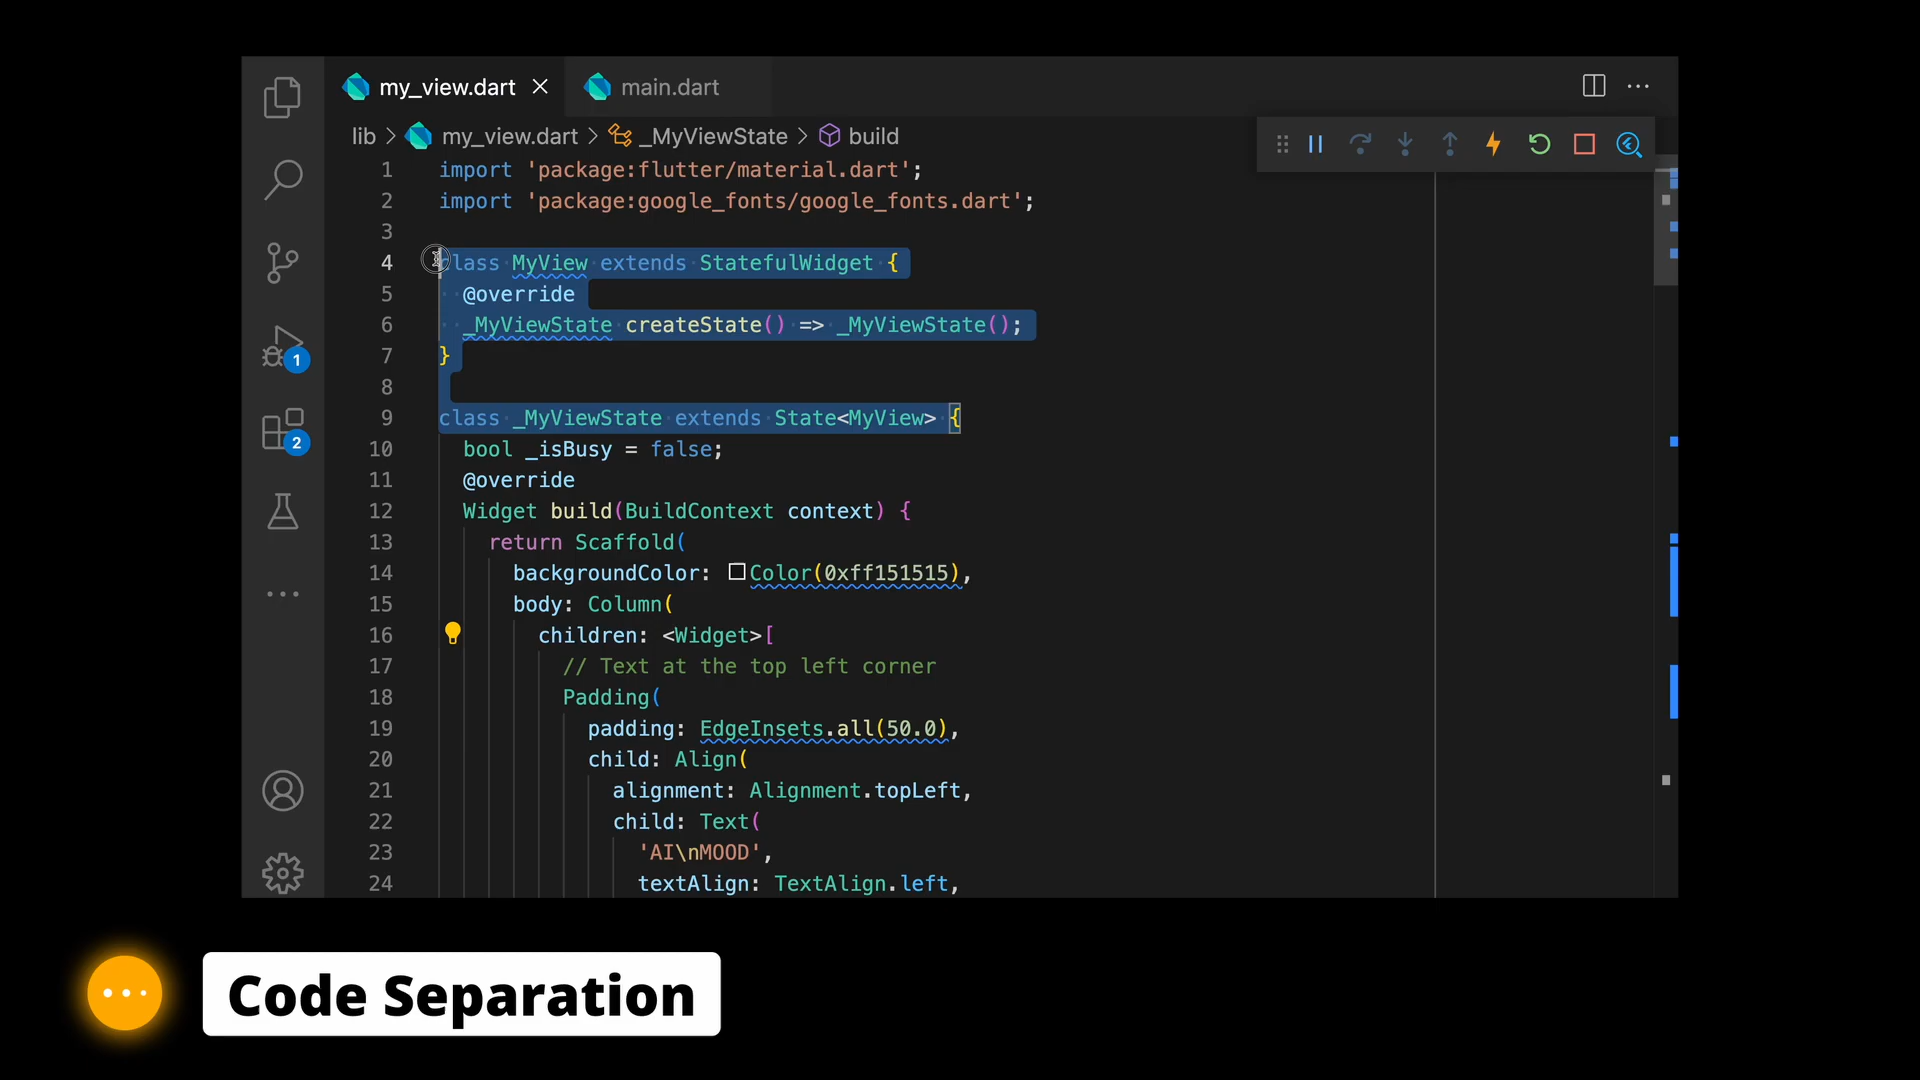 my_view.dart
main.dart
lib > my_view.dart > _MyViewState > build
1 import 'package:flutter/material.dart';
2 import 'package:google_fonts/google_fonts.dart';
3
4 class MyView extends StatefulWidget {
5 @override
6 _MyViewState createState() => _MyViewState();
7 }
8
9 class _MyViewState extends State<MyView> {
10 bool _isBusy = false;
11 @override
12 Widget build(BuildContext context) {
13 return Scaffold(
14 backgroundColor: Color(0xff151515),
15 body: Column(
16 children: <Widget>[
17 // Text at the top left corner
18 Padding(
19 padding: EdgeInsets.all(50.0),
20 child: Align(
21 alignment: Alignment.topLeft,
22 child: Text(
23 'AI\nMOOD',
24 textAlign: TextAlign.left,
1
2
Code Separation